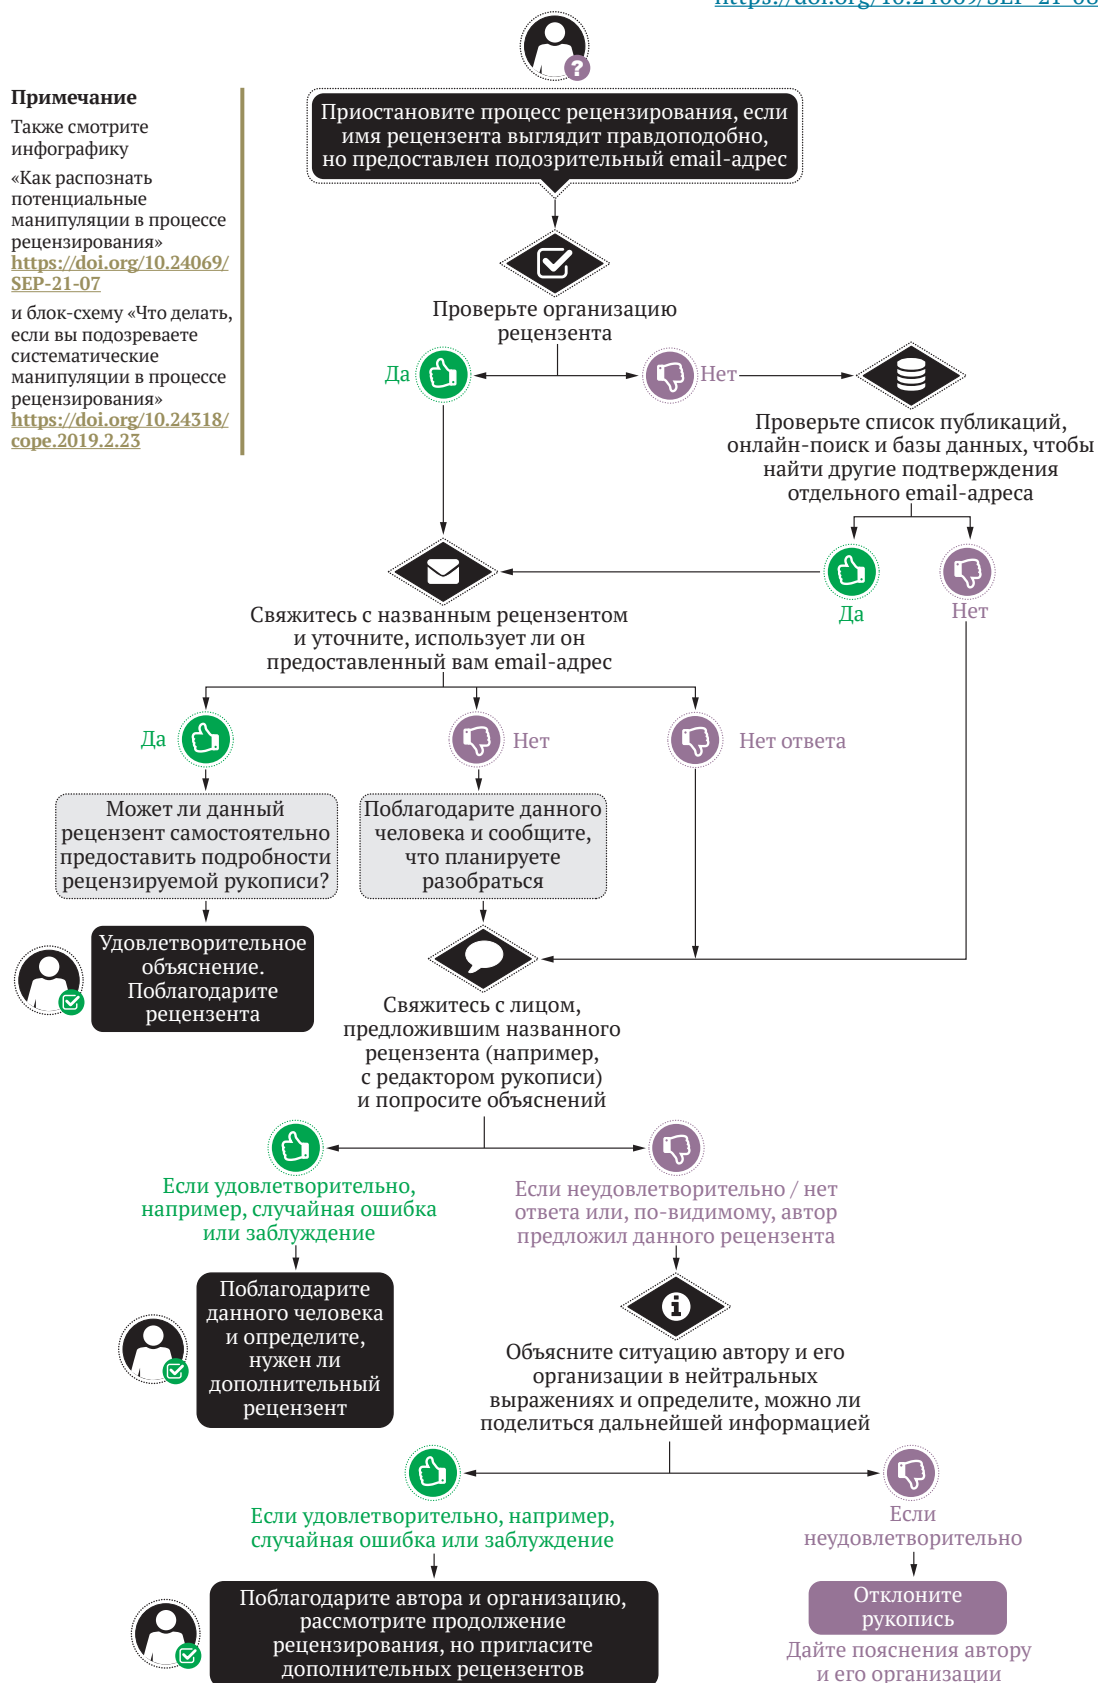 Примечание
Также смотрите
инфографику
«Как распознать
потенциальные
манипуляции в процессе
рецензирования»
https://doi.org/10.24069/
SEP-21-07
и блок-схему «Что делать,
если вы подозреваете
систематические
манипуляции в процессе
рецензирования»
https://doi.org/10.24318/
cope.2019.2.23
?
Приостановите процесс рецензирования, если
имя рецензента выглядит правдоподобно,
но предоставлен подозрительный email-адрес
Проверьте организацию
рецензента
Да
Нет
Проверьте список публикаций,
онлайн-поиск и базы данных, чтобы
найти другие подтверждения
отдельного email-адреса
Да
Нет
Свяжитесь с названным рецензентом
и уточните, использует ли он
предоставленный вам email-адрес
Да
Нет
Нет ответа
Может ли данный
рецензент самостоятельно
предоставить подробности
рецензируемой рукописи?
Поблагодарите данного
человека и сообщите,
что планируете
разобраться
Удовлетворительное
объяснение.
Поблагодарите
рецензента
Свяжитесь с лицом,
предложившим названного
рецензента (например,
с редактором рукописи)
и попросите объяснений
Если удовлетворительно,
например, случайная ошибка
или заблуждение
Если неудовлетворительно / нет
ответа или, по-видимому, автор
предложил данного рецензента
Поблагодарите
данного человека
и определите,
нужен ли
дополнительный
рецензент
Объясните ситуацию автору и его
организации в нейтральных
выражениях и определите, можно ли
поделиться дальнейшей информацией
Если удовлетворительно, например,
случайная ошибка или заблуждение
Если
неудовлетворительно
Поблагодарите автора и организацию,
рассмотрите продолжение
рецензирования, но пригласите
дополнительных рецензентов
Отклоните
рукопись
Дайте пояснения автору
и его организации